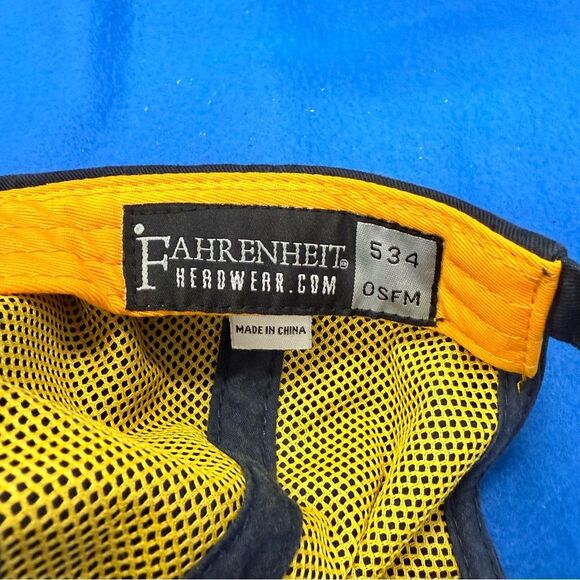 FAHRENHEIT
HEADWEAR.COM
534
OSFM
MADE IN CHINA